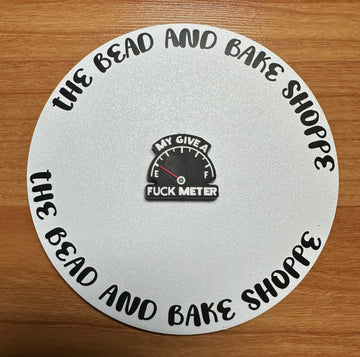 the BEAD AND BAKE SHOPPE
MY GIVE A
E F
FUCK METER
the BEAD AND BAKE SHOPPE